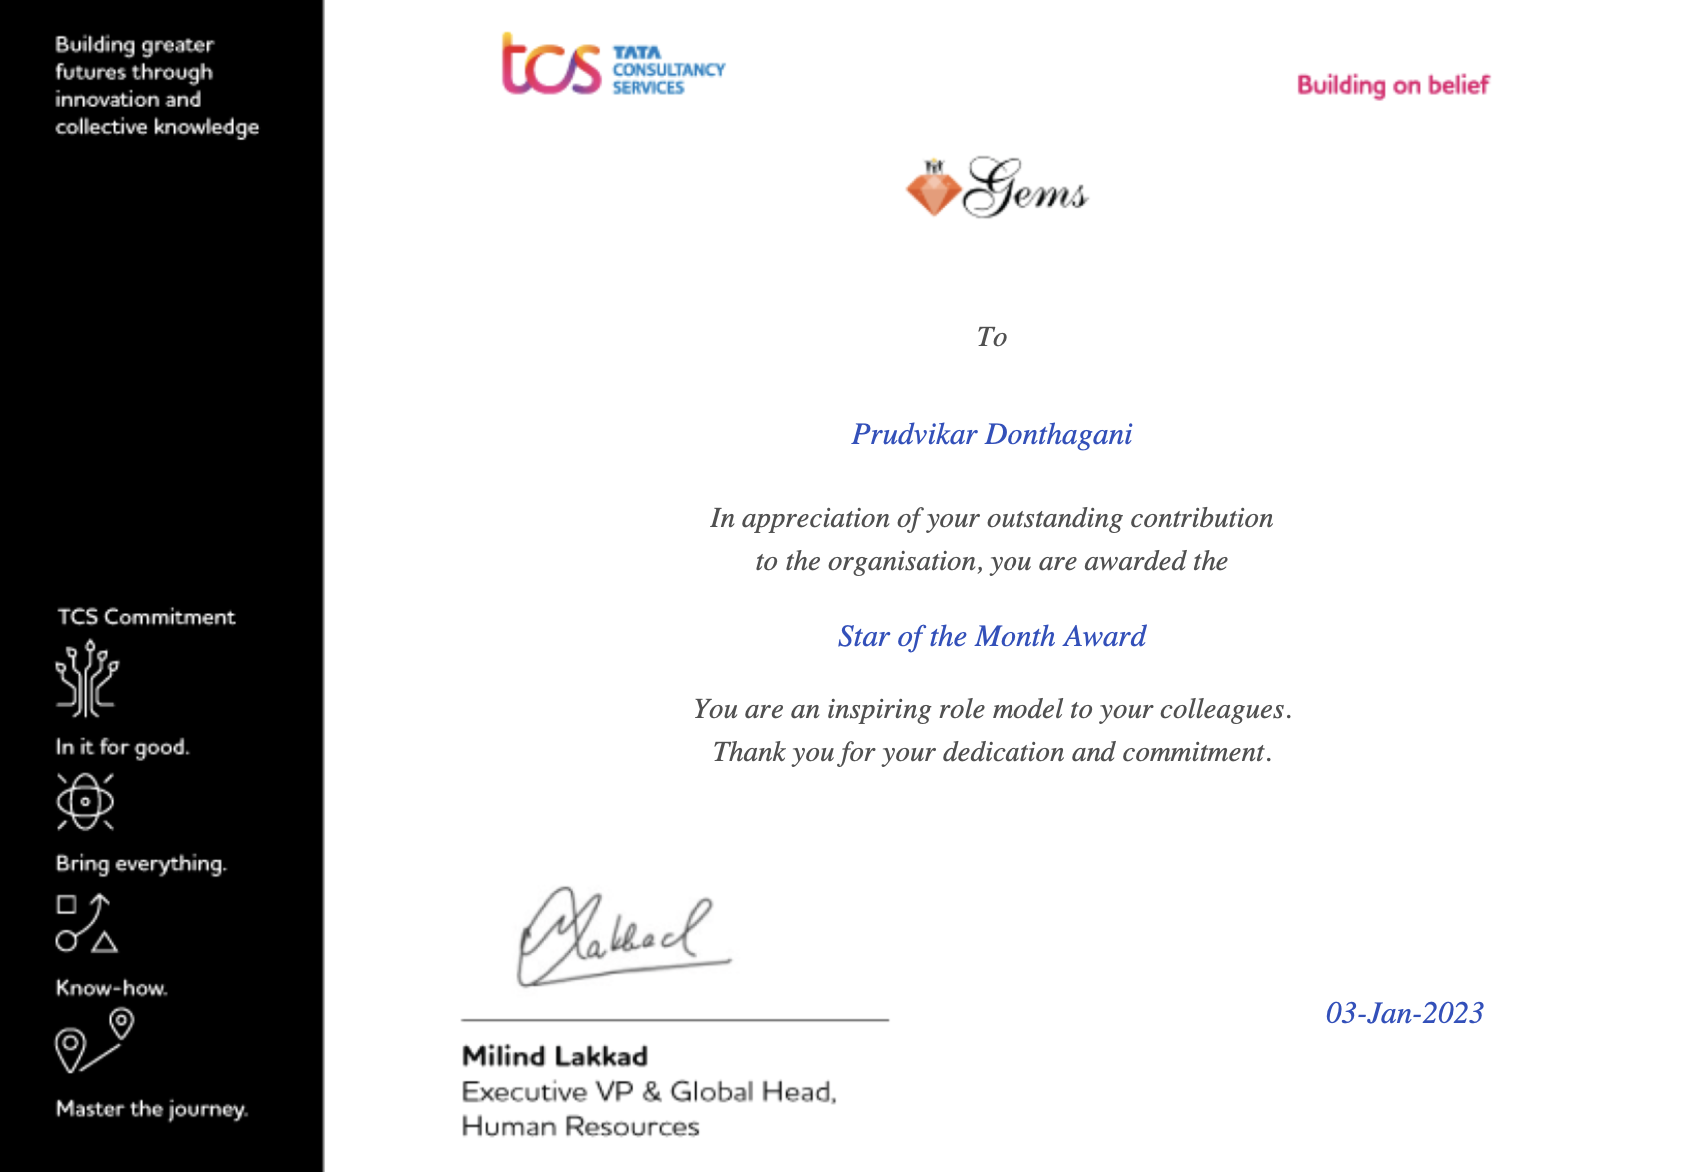 Building greater
futures through
innovation and
collective knowledge
TCS Commitment
In it for good.
Bring everything.
Know-how.
Master the journey.
tcs TATA
CONSULTANCY
SERVICES
Building on belief
Gems
To
Prudvikar Donthagani
In appreciation of your outstanding contribution
to the organisation, you are awarded the
Star of the Month Award
You are an inspiring role model to your colleagues.
Thank you for your dedication and commitment.
Lakkad
03-Jan-2023
Milind Lakkad
Executive VP & Global Head,
Human Resources